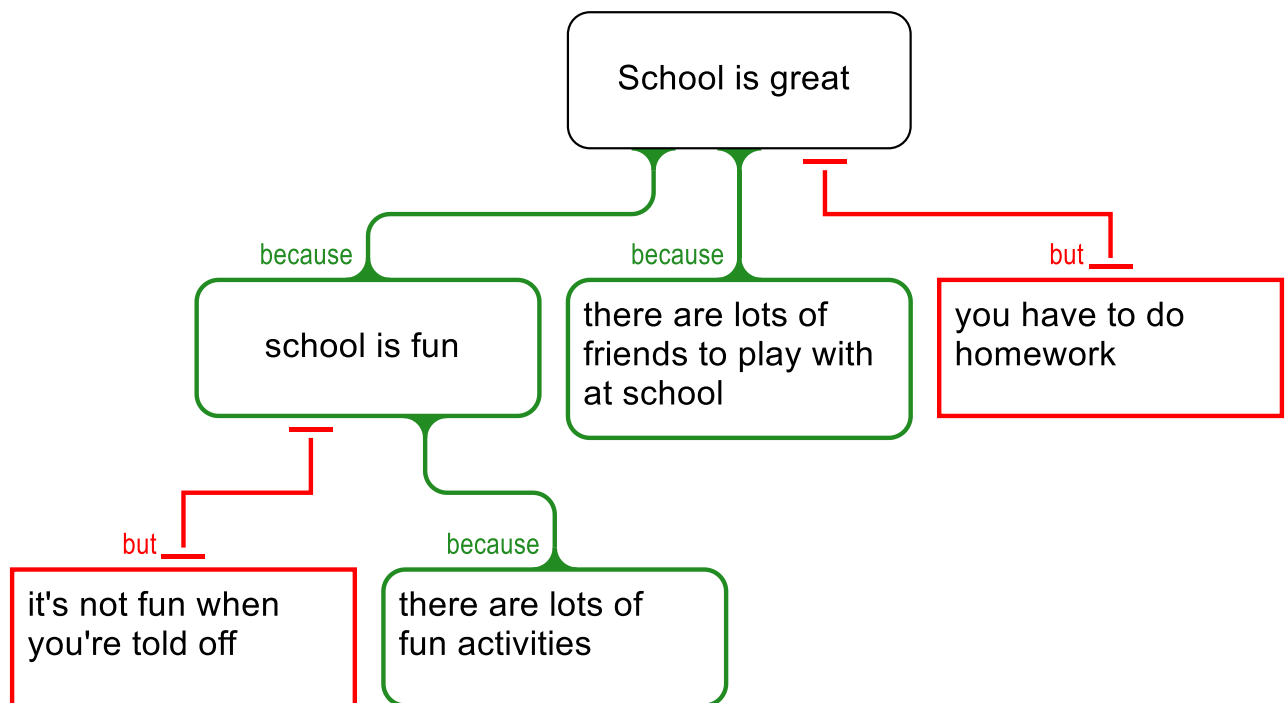 School is great
because
because
but
school is fun
there are lots of
friends to play with
at school
you have to do
homework
but
because
it's not fun when
you're told off
there are lots of
fun activities